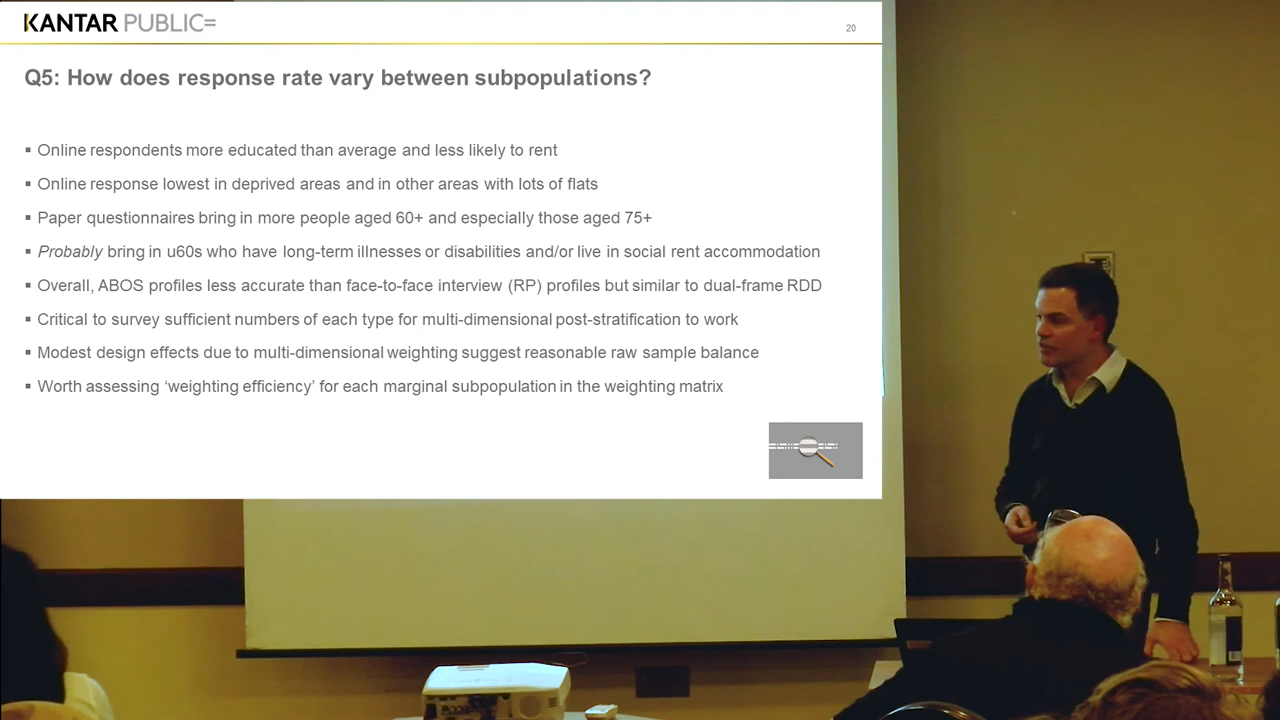 KANTAR PUBLIC=
20
Q5: How does response rate vary between subpopulations?
▪ Online respondents more educated than average and less likely to rent
▪ Online response lowest in deprived areas and in other areas with lots of flats
▪ Paper questionnaires bring in more people aged 60+ and especially those aged 75+
▪ Probably bring in u60s who have long-term illnesses or disabilities and/or live in social rent accommodation
▪ Overall, ABOS profiles less accurate than face-to-face interview (RP) profiles but similar to dual-frame RDD
▪ Critical to survey sufficient numbers of each type for multi-dimensional post-stratification to work
▪ Modest design effects due to multi-dimensional weighting suggest reasonable raw sample balance
▪ Worth assessing ‘weighting efficiency’ for each marginal subpopulation in the weighting matrix